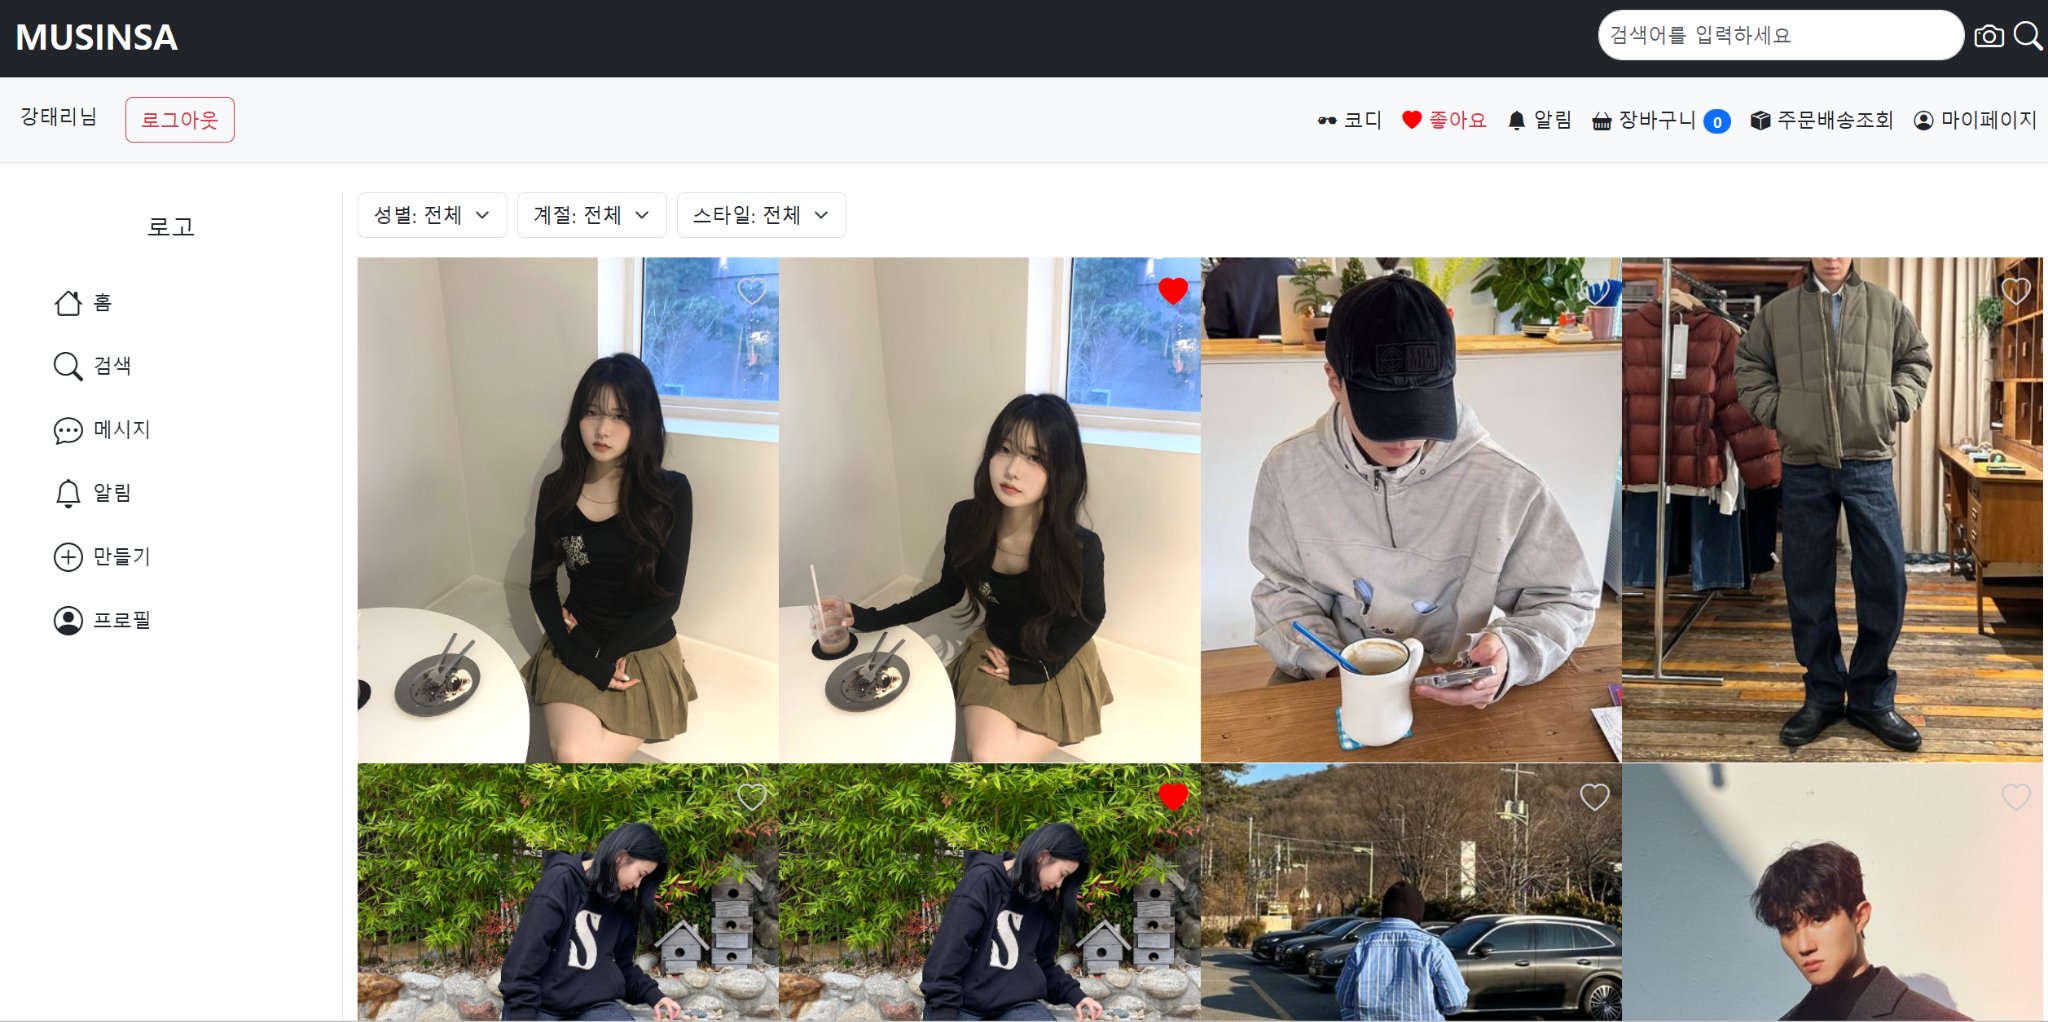 MUSINSA
검색어를 입력하세요
강태리님
로그아웃
코디
좋아요
알림
장바구니 0
주문배송조회
마이페이지
로고
홈
검색
메시지
알림
만들기
프로필
성별: 전체
계절: 전체
스타일: 전체
S
S